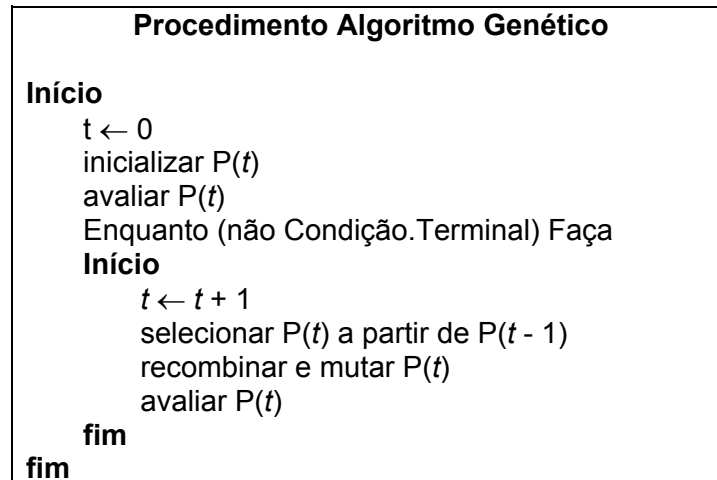 Procedimento Algoritmo Genético
Início
t ← 0
inicializar P(t)
avaliar P(t)
Enquanto (não Condição.Terminal) Faça
Início
t ← t + 1
selecionar P(t) a partir de P(t - 1)
recombinar e mutar P(t)
avaliar P(t)
fim
fim